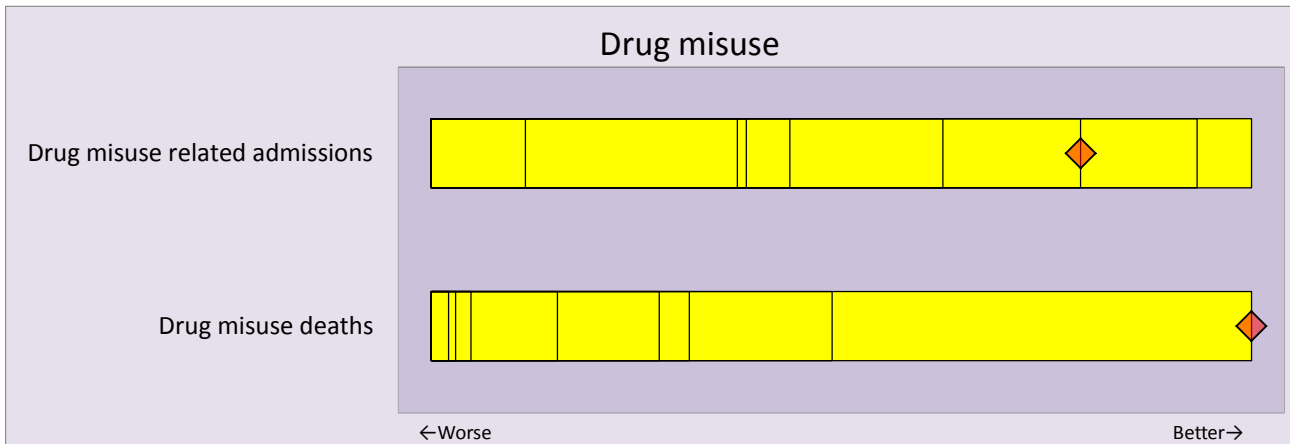 Drug misuse
Drug misuse related admissions
Drug misuse deaths
←Worse
Better→